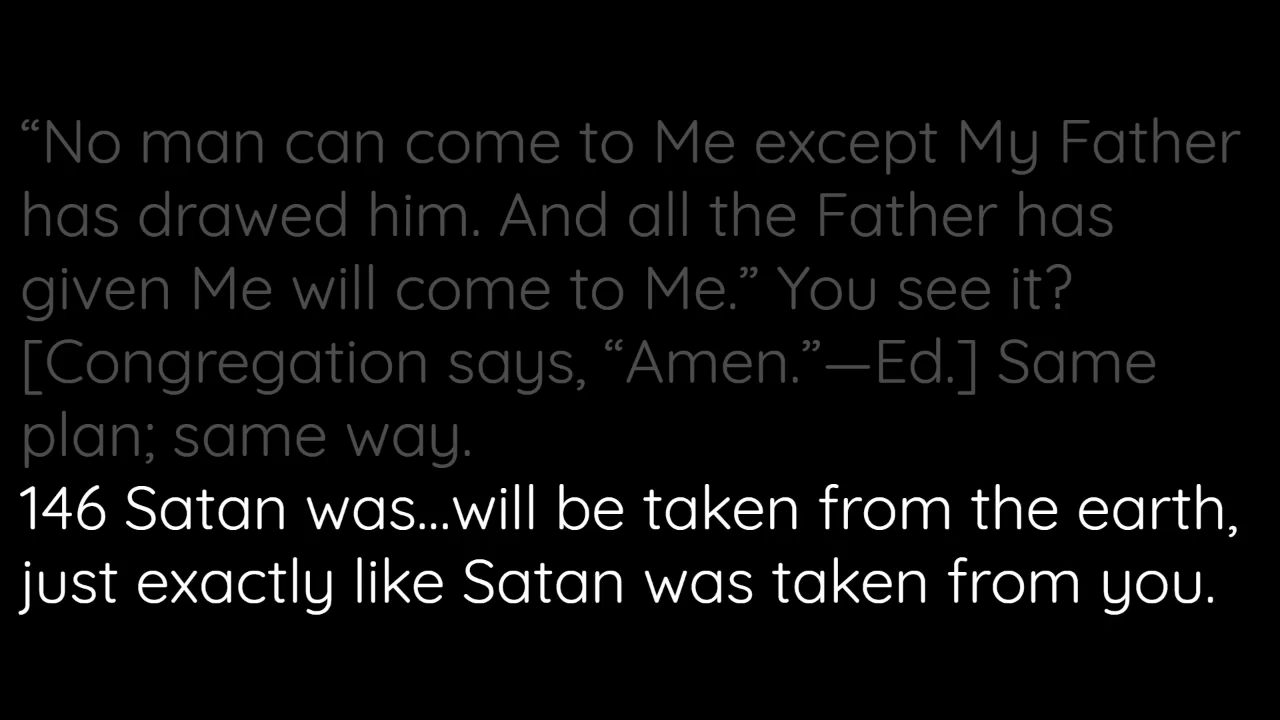 “No man can come to Me except My Father
has drawed him. And all the Father has
given Me will come to Me.” You see it?
[Congregation says, “Amen.”—Ed.] Same
plan; same way.
146 Satan was...will be taken from the earth,
just exactly like Satan was taken from you.